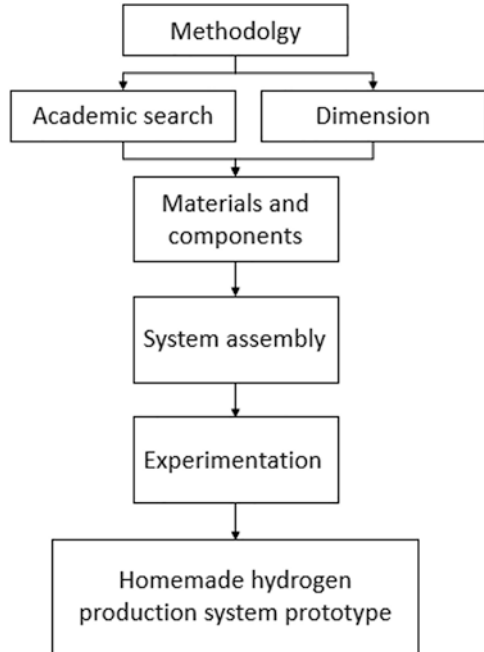 Methodolgy
Academic search
Dimension
Materials and
components
System assembly
Experimentation
Homemade hydrogen
production system prototype